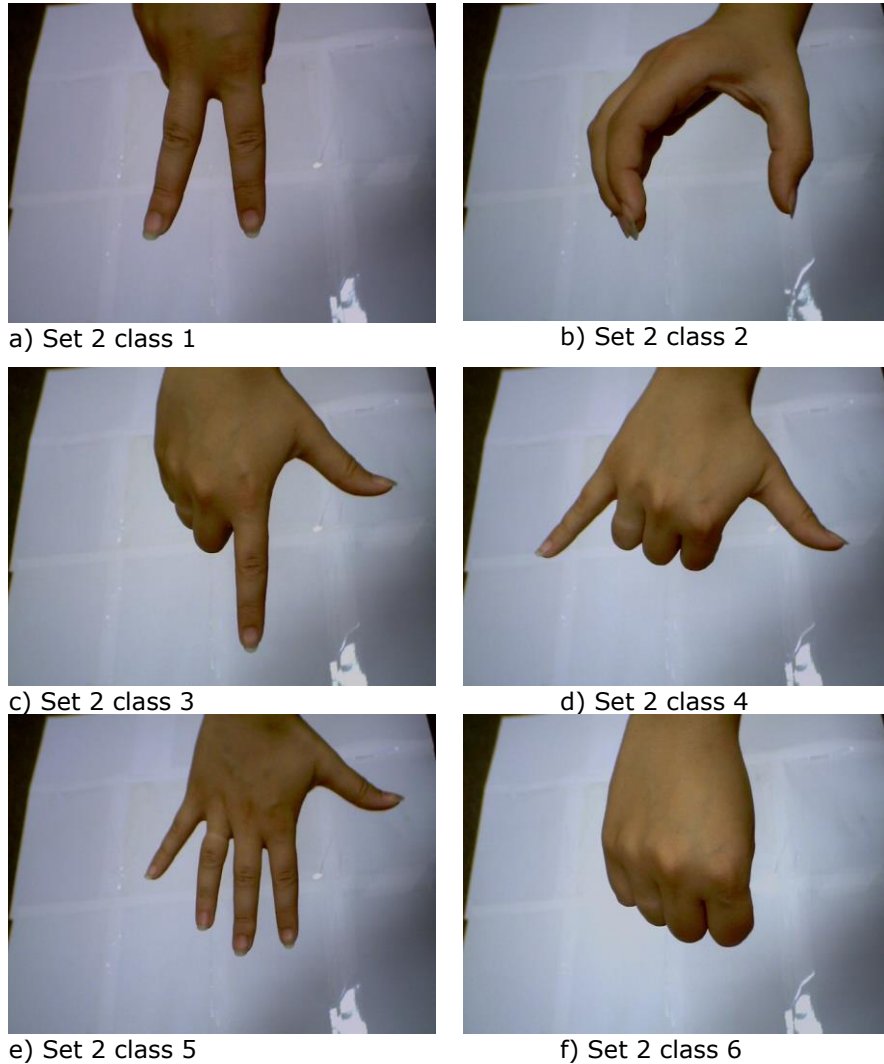 a) Set 2 class 1
b) Set 2 class 2
c) Set 2 class 3
d) Set 2 class 4
e) Set 2 class 5
f) Set 2 class 6